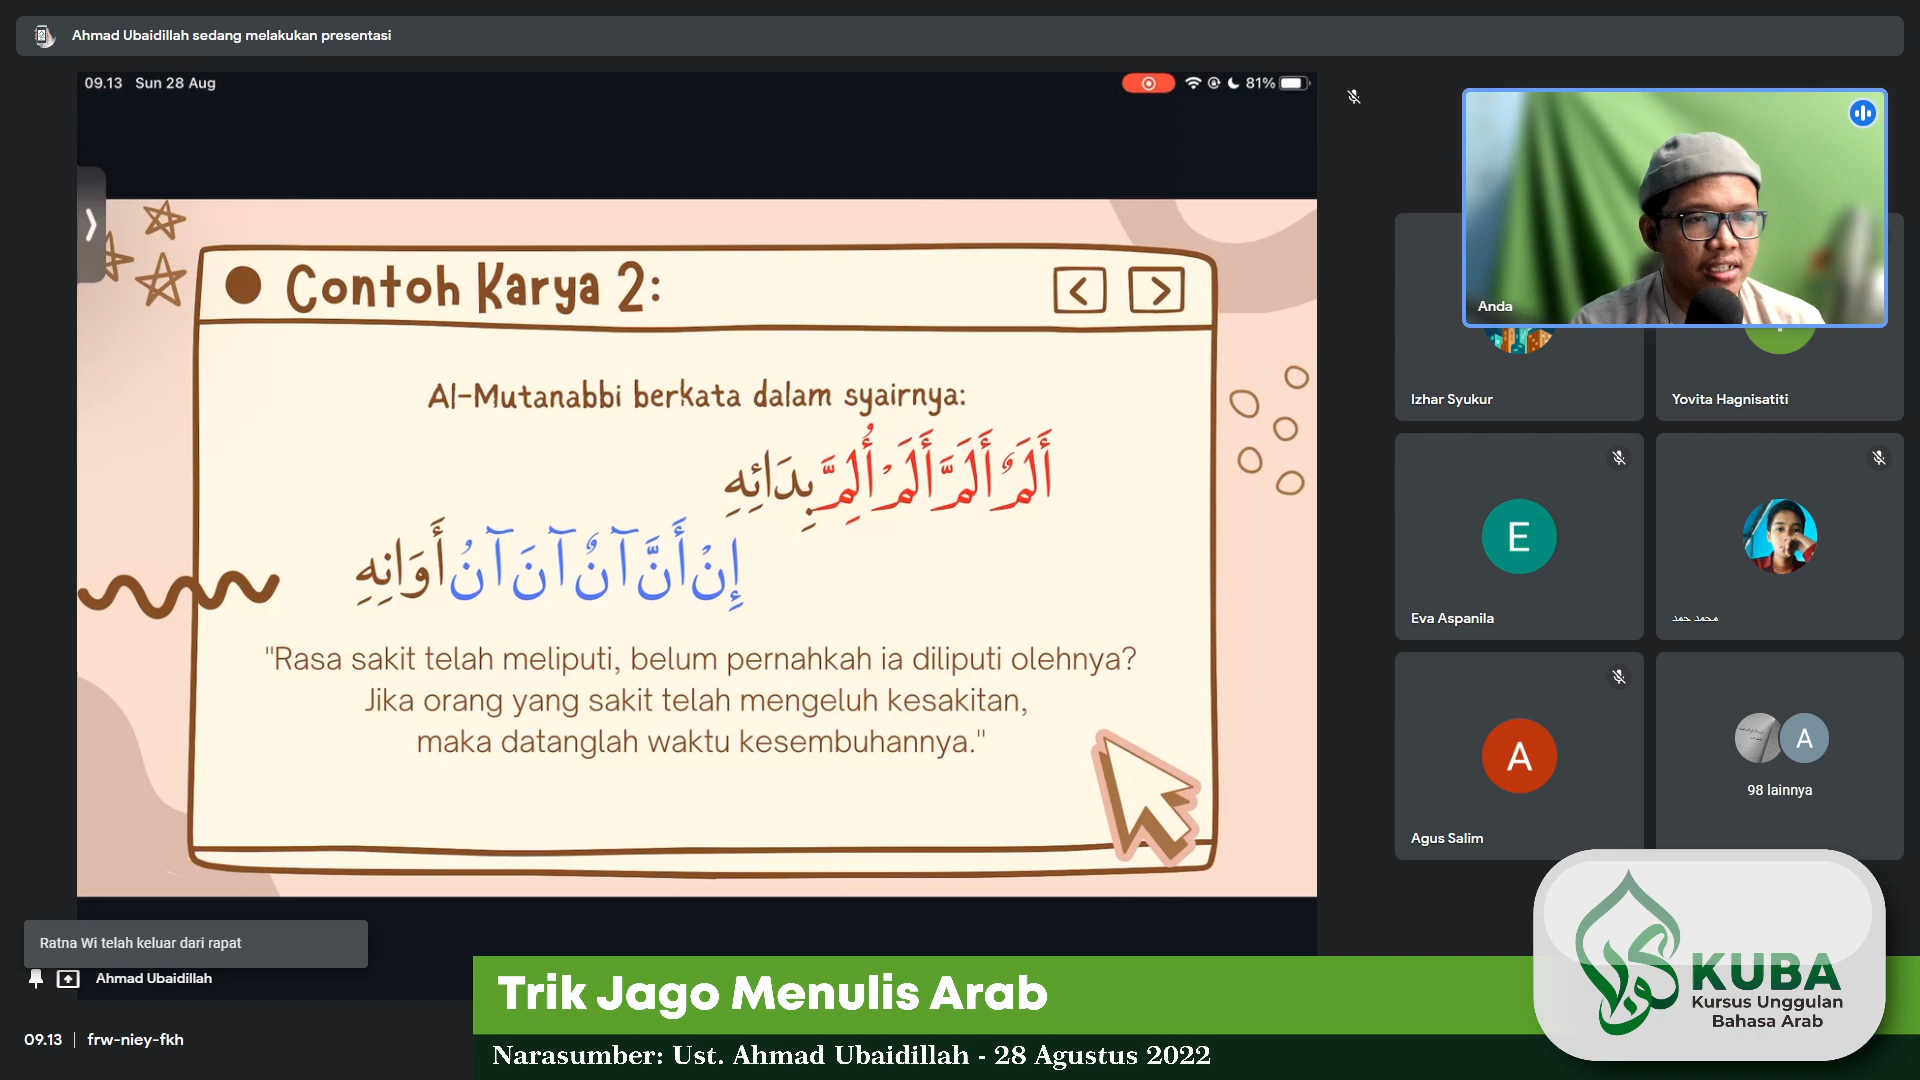 Ahmad Ubaidillah sedang melakukan presentasi
09.13 Sun 28 Aug
81%
Contoh Karya 2:
Al-Mutanabbi berkata dalam syairnya:
أَلَمٌ أَلَمَّ أَلَمْ أُلِمَّ بِدَائِهِ
إِنْ أَنَّ آنٌ آنَ آنُ أَوَانِهِ
"Rasa sakit telah meliputi, belum pernahkah ia diliputi olehnya?
Jika orang yang sakit telah mengeluh kesakitan,
maka datanglah waktu kesembuhannya."
Anda
Izhar Syukur
Yovita Hagnisatiti
E
Eva Aspanila
محمد حمد
A
Agus Salim
A
98 lainnya
Ratna Wi telah keluar dari rapat
Ahmad Ubaidillah
09.13 | frw-niey-fkh
Trik Jago Menulis Arab
Narasumber: Ust. Ahmad Ubaidillah - 28 Agustus 2022
KUBA
Kursus Unggulan
Bahasa Arab